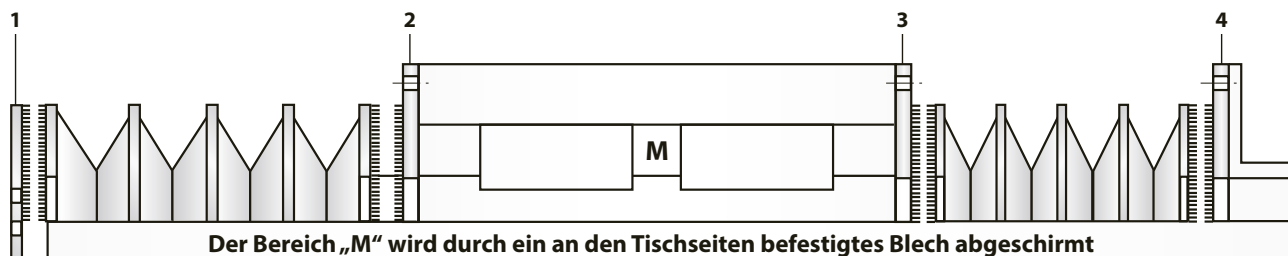 1 2 3 4
M
Der Bereich „M“ wird durch ein an den Tischseiten befestigtes Blech abgeschirmt